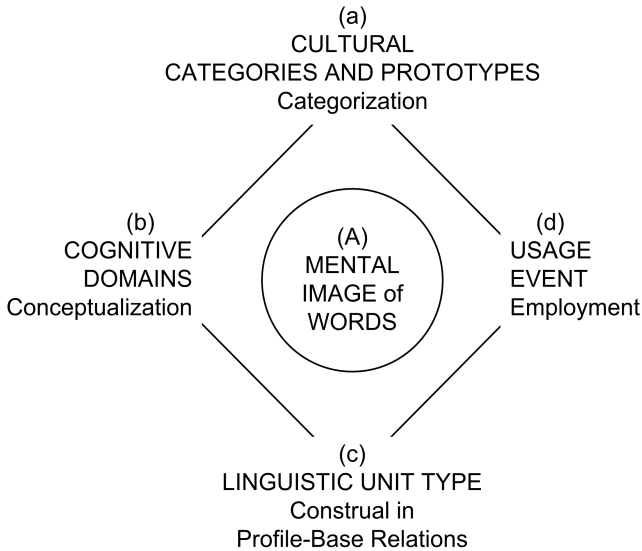 (a)
CULTURAL
CATEGORIES AND PROTOTYPES
Categorization
(b)
COGNITIVE
DOMAINS
Conceptualization
(A)
MENTAL
IMAGE of
WORDS
(d)
USAGE
EVENT
Employment
(c)
LINGUISTIC UNIT TYPE
Construal in
Profile-Base Relations